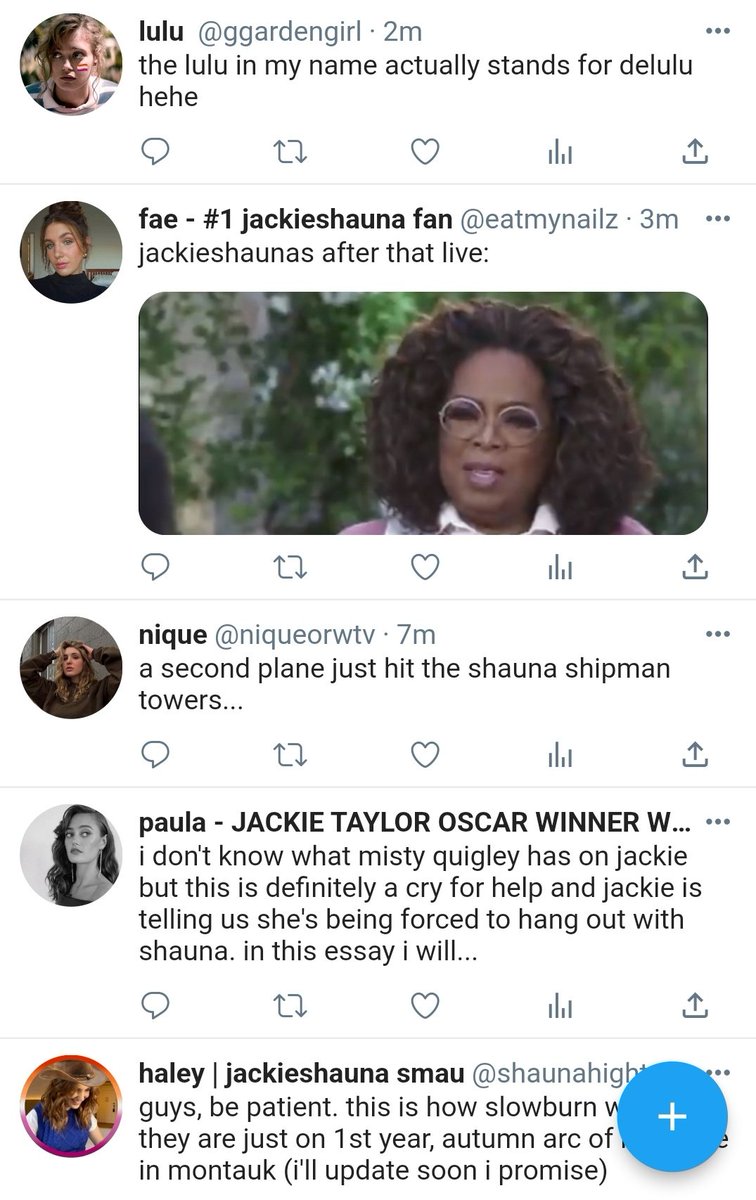 lulu @ggardengirl · 2m
the lulu in my name actually stands for delulu
hehe
fae - #1 jackieshauna fan @eatmynailz · 3m
jackieshaunas after that live:
nique @niqueorwtv · 7m
a second plane just hit the shauna shipman
towers...
paula - JACKIE TAYLOR OSCAR WINNER W...
i don't know what misty quigley has on jackie
but this is definitely a cry for help and jackie is
telling us she's being forced to hang out with
shauna. in this essay i will...
haley | jackieshauna smau
guys, be patient. this is how slowburn
they are just on 1st year, autumn arc of
in montauk (i'll update soon i promise)